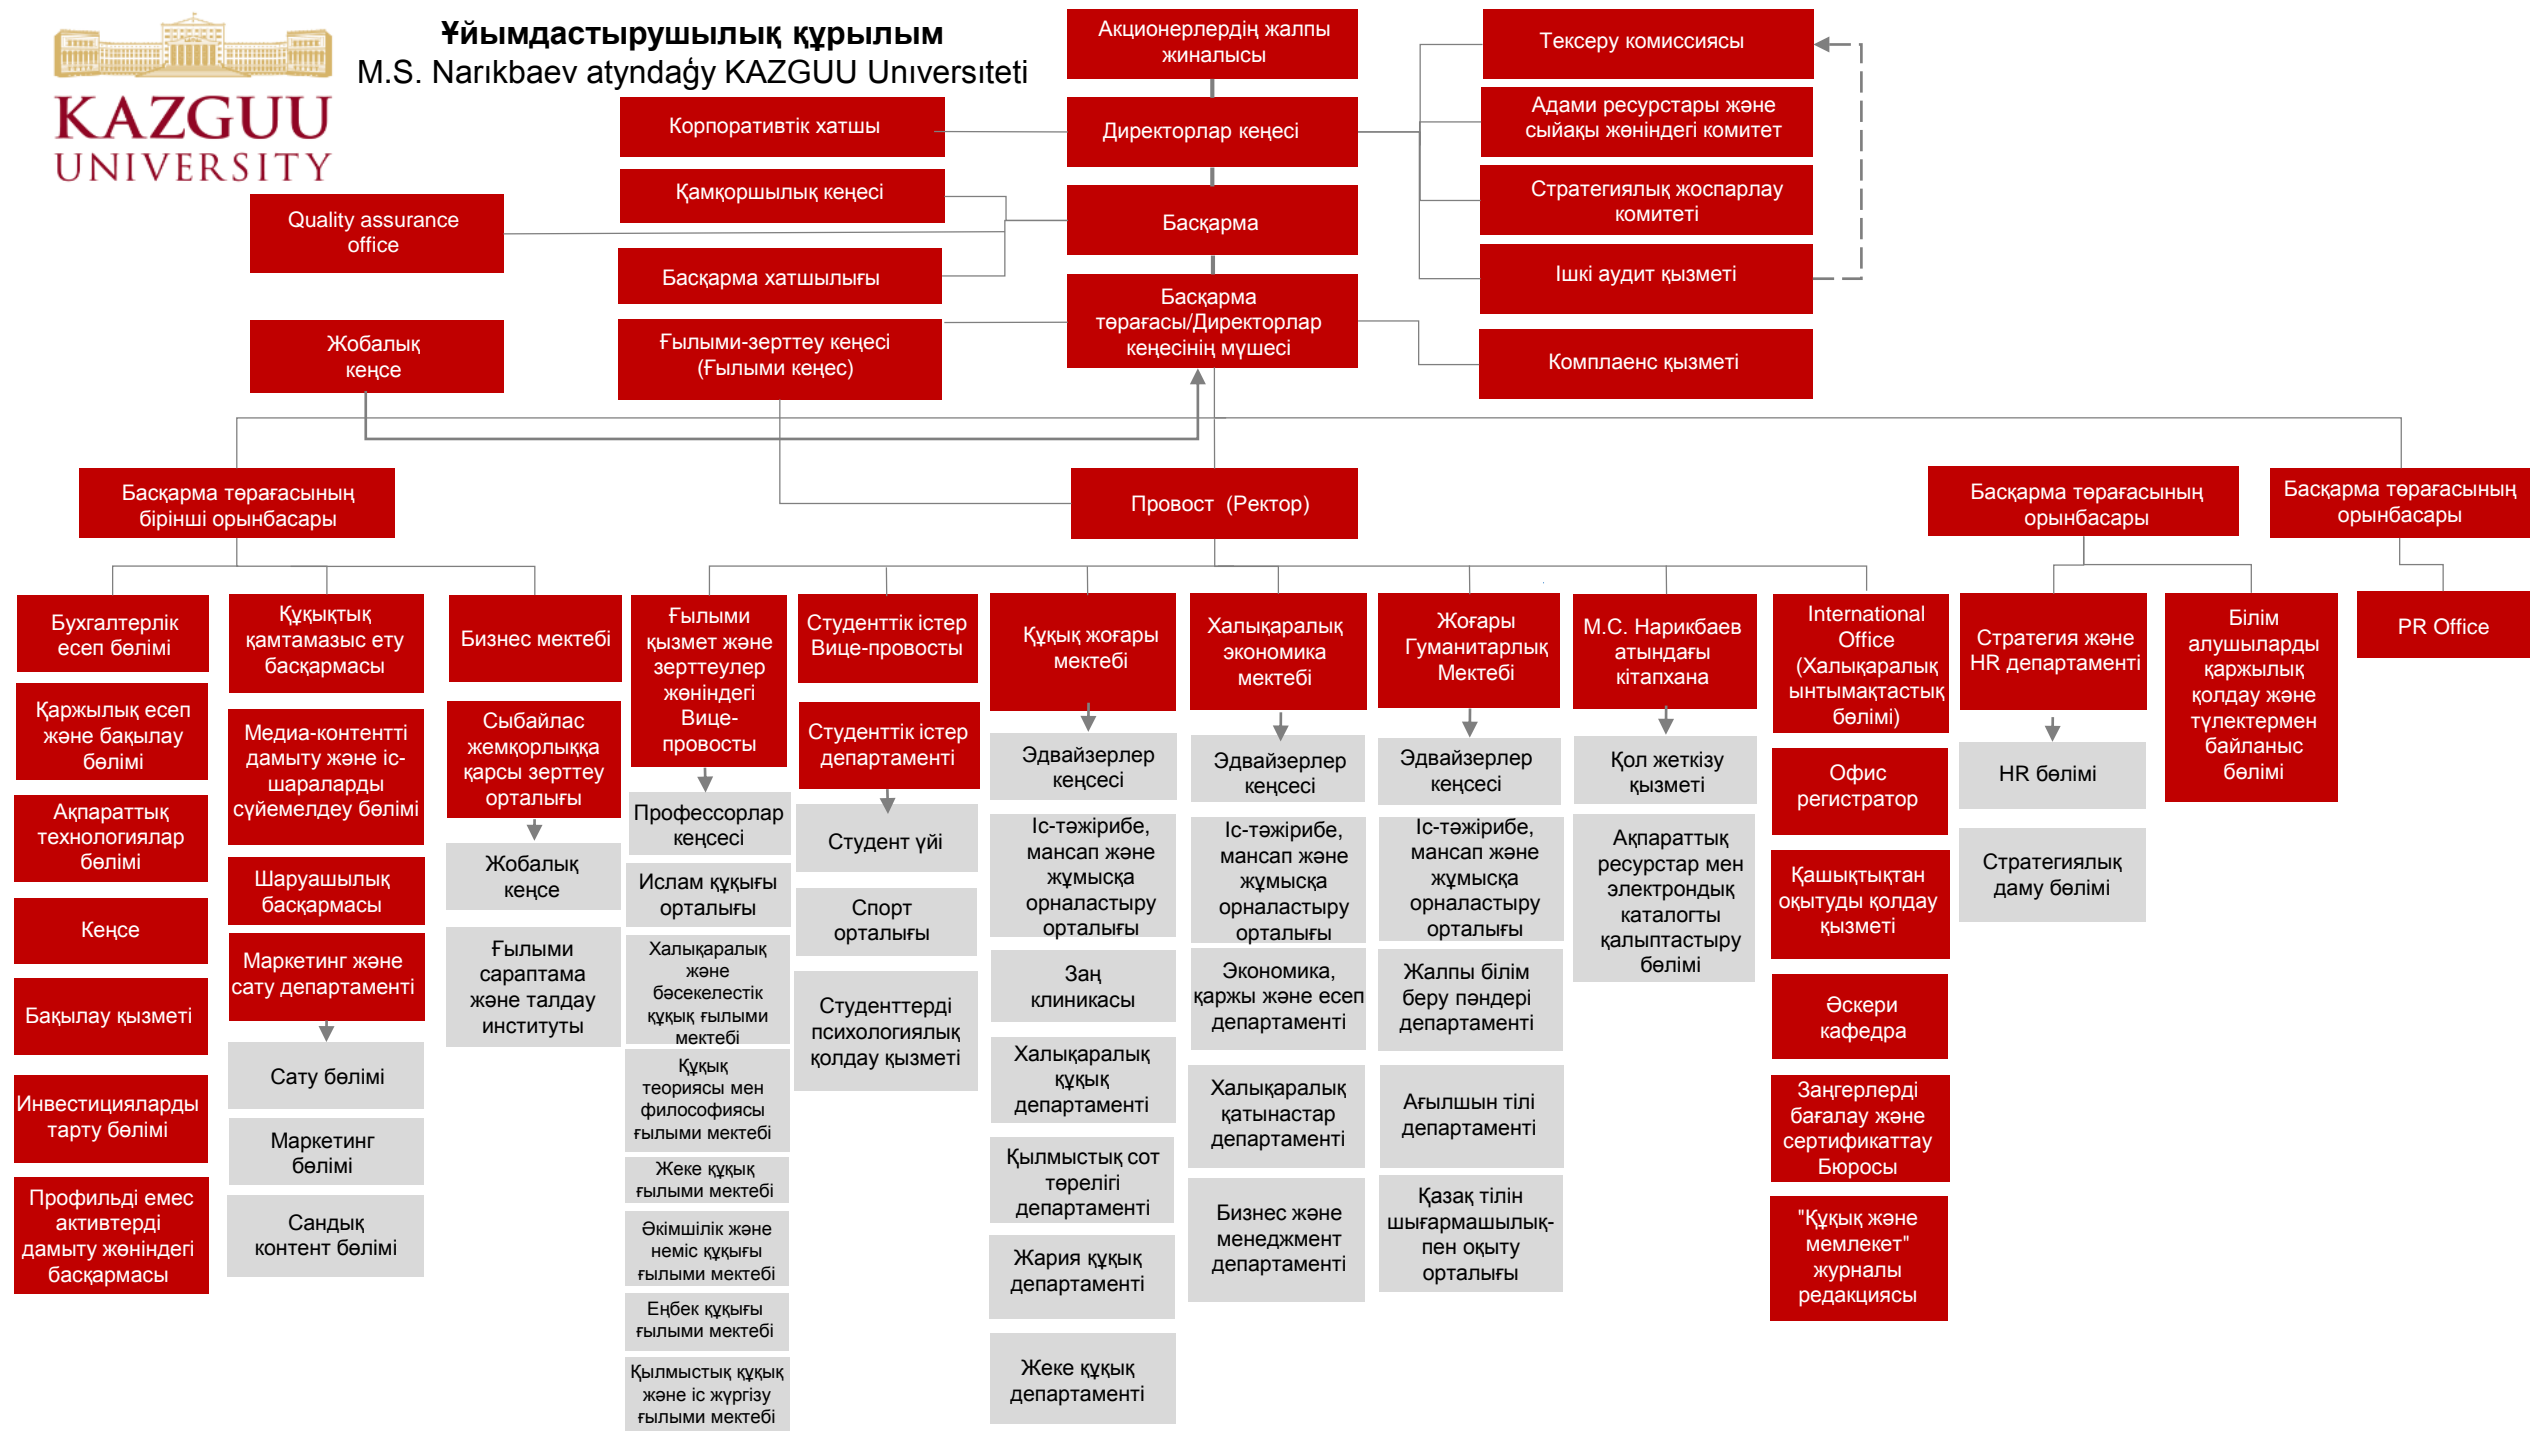 KAZGUU
UNIVERSITY
Ұйымдастырушылық құрылым
M.S. Narıkbaev atyndaǵy KAZGUU Unıversıteti
Акционерлердің жалпы
жиналысы
Директорлар кеңесі
Басқарма
Басқарма
төрағасы/Директорлар
кеңесінің мүшесі
Корпоративтік хатшы
Қамқоршылық кеңесі
Басқарма хатшылығы
Ғылыми-зерттеу кеңесі
(Ғылыми кеңес)
Quality assurance
office
Жобалық
кеңсе
Тексеру комиссиясы
Адами ресурстары және
сыйақы жөніндегі комитет
Стратегиялық жоспарлау
комитеті
Ішкі аудит қызметі
Комплаенс қызметі
Басқарма төрағасының
бірінші орынбасары
Провост (Ректор)
Басқарма төрағасының
орынбасары
Басқарма төрағасының
орынбасары
Бухгалтерлік
есеп бөлімі
Қаржылық есеп
және бақылау
бөлімі
Ақпараттық
технологиялар
бөлімі
Кеңсе
Бақылау қызметі
Инвестицияларды
тарту бөлімі
Профильді емес
активтерді
дамыту жөніндегі
басқармасы
Құқықтық
қамтамазыс ету
басқармасы
Медиа-контентті
дамыту және іс-
шараларды
сүйемелдеу бөлімі
Шаруашылық
басқармасы
Маркетинг және
сату департаменті
Сату бөлімі
Маркетинг
бөлімі
Сандық
контент бөлімі
Бизнес мектебі
Сыбайлас
жемқорлыққа
қарсы зерттеу
орталығы
Жобалық
кеңсе
Ғылыми
сараптама
және талдау
институты
Ғылыми
қызмет және
зерттеулер
жөніндегі
Вице-
провосты
Профессорлар
кеңсесі
Ислам құқығы
орталығы
Халықаралық
және
бәсекелестік
құқық ғылыми
мектебі
Құқық
теориясы мен
философиясы
ғылыми мектебі
Жеке құқық
ғылыми мектебі
Әкімшілік және
неміс құқығы
ғылыми мектебі
Еңбек құқығы
ғылыми мектебі
Қылмыстық құқық
және іс жүргізу
ғылыми мектебі
Студенттік істер
Вице-провосты
Студенттік істер
департаменті
Студент үйі
Спорт
орталығы
Студенттерді
психологиялық
қолдау қызметі
Құқық жоғары
мектебі
Эдвайзерлер
кеңсесі
Іс-тәжірибе,
мансап және
жұмысқа
орналастыру
орталығы
Заң
клиникасы
Халықаралық
құқық
департаменті
Қылмыстық сот
төрелігі
департаменті
Жария құқық
департаменті
Жеке құқық
департаменті
Халықаралық
экономика
мектебі
Эдвайзерлер
кеңсесі
Іс-тәжірибе,
мансап және
жұмысқа
орналастыру
орталығы
Экономика,
қаржы және есеп
департаменті
Халықаралық
қатынастар
департаменті
Бизнес және
менеджмент
департаменті
Жоғары
Гуманитарлық
Мектебі
Эдвайзерлер
кеңсесі
Іс-тәжірибе,
мансап және
жұмысқа
орналастыру
орталығы
Жалпы білім
беру пәндері
департаменті
Ағылшын тілі
департаменті
Қазақ тілін
шығармашылық-
пен оқыту
орталығы
М.С. Нарикбаев
атындағы
кітапхана
Қол жеткізу
қызметі
Ақпараттық
ресурстар мен
электрондық
каталогты
қалыптастыру
бөлімі
International
Office
(Халықаралық
ынтымақтастық
бөлімі)
Офис
регистратор
Қашықтықтан
оқытуды қолдау
қызметі
Әскери
кафедра
Заңгерлерді
бағалау және
сертификаттау
Бюросы
"Құқық және
мемлекет"
журналы
редакциясы
Стратегия және
HR департаменті
HR бөлімі
Стратегиялық
даму бөлімі
Білім
алушыларды
қаржылық
қолдау және
түлектермен
байланыс
бөлімі
PR Office